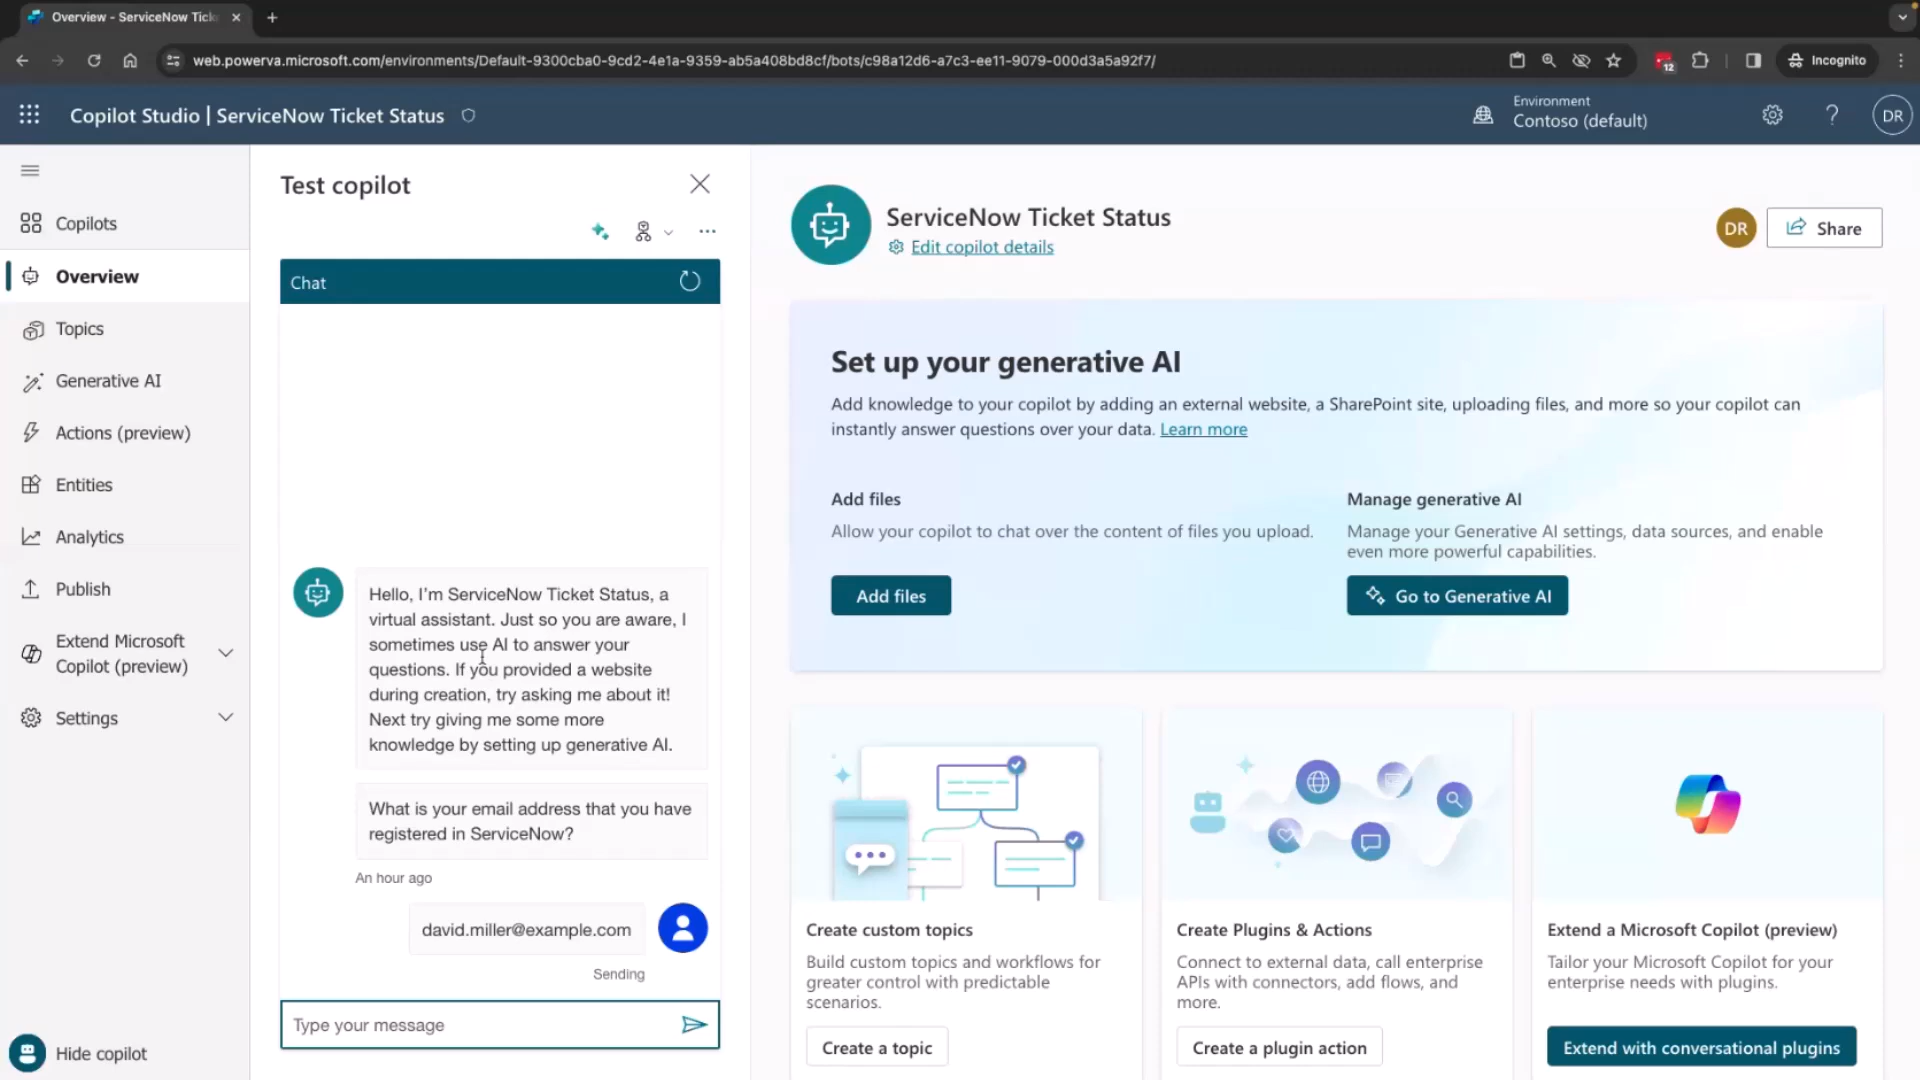 Overview - ServiceNow Tick
web.powerva.microsoft.com/environments/Default-9300cba0-9cd2-4e1a-9359-ab5a408bd8cf/bots/c98a12d6-a7c3-ee11-9079-000d3a5a92f7/
12
Incognito
Copilot Studio | ServiceNow Ticket Status
Environment
Contoso (default)
?
DR
Copilots
Overview
Topics
Generative AI
Actions (preview)
Entities
Analytics
Publish
Extend Microsoft
Copilot (preview)
Settings
Hide copilot
Test copilot
Chat
Hello, I'm ServiceNow Ticket Status, a
virtual assistant. Just so you are aware, I
sometimes use AI to answer your
questions. If you provided a website
during creation, try asking me about it!
Next try giving me some more
knowledge by setting up generative AI.
What is your email address that you have
registered in ServiceNow?
An hour ago
david.miller@example.com
Sending
Type your message
ServiceNow Ticket Status
Edit copilot details
DR
Share
Set up your generative AI
Add knowledge to your copilot by adding an external website, a SharePoint site, uploading files, and more so your copilot can
instantly answer questions over your data. Learn more
Add files
Allow your copilot to chat over the content of files you upload.
Add files
Manage generative AI
Manage your Generative AI settings, data sources, and enable
even more powerful capabilities.
Go to Generative AI
Create custom topics
Build custom topics and workflows for
greater control with predictable
scenarios.
Create a topic
Create Plugins & Actions
Connect to external data, call enterprise
APIs with connectors, add flows, and
more.
Create a plugin action
Extend a Microsoft Copilot (preview)
Tailor your Microsoft Copilot for your
enterprise needs with plugins.
Extend with conversational plugins